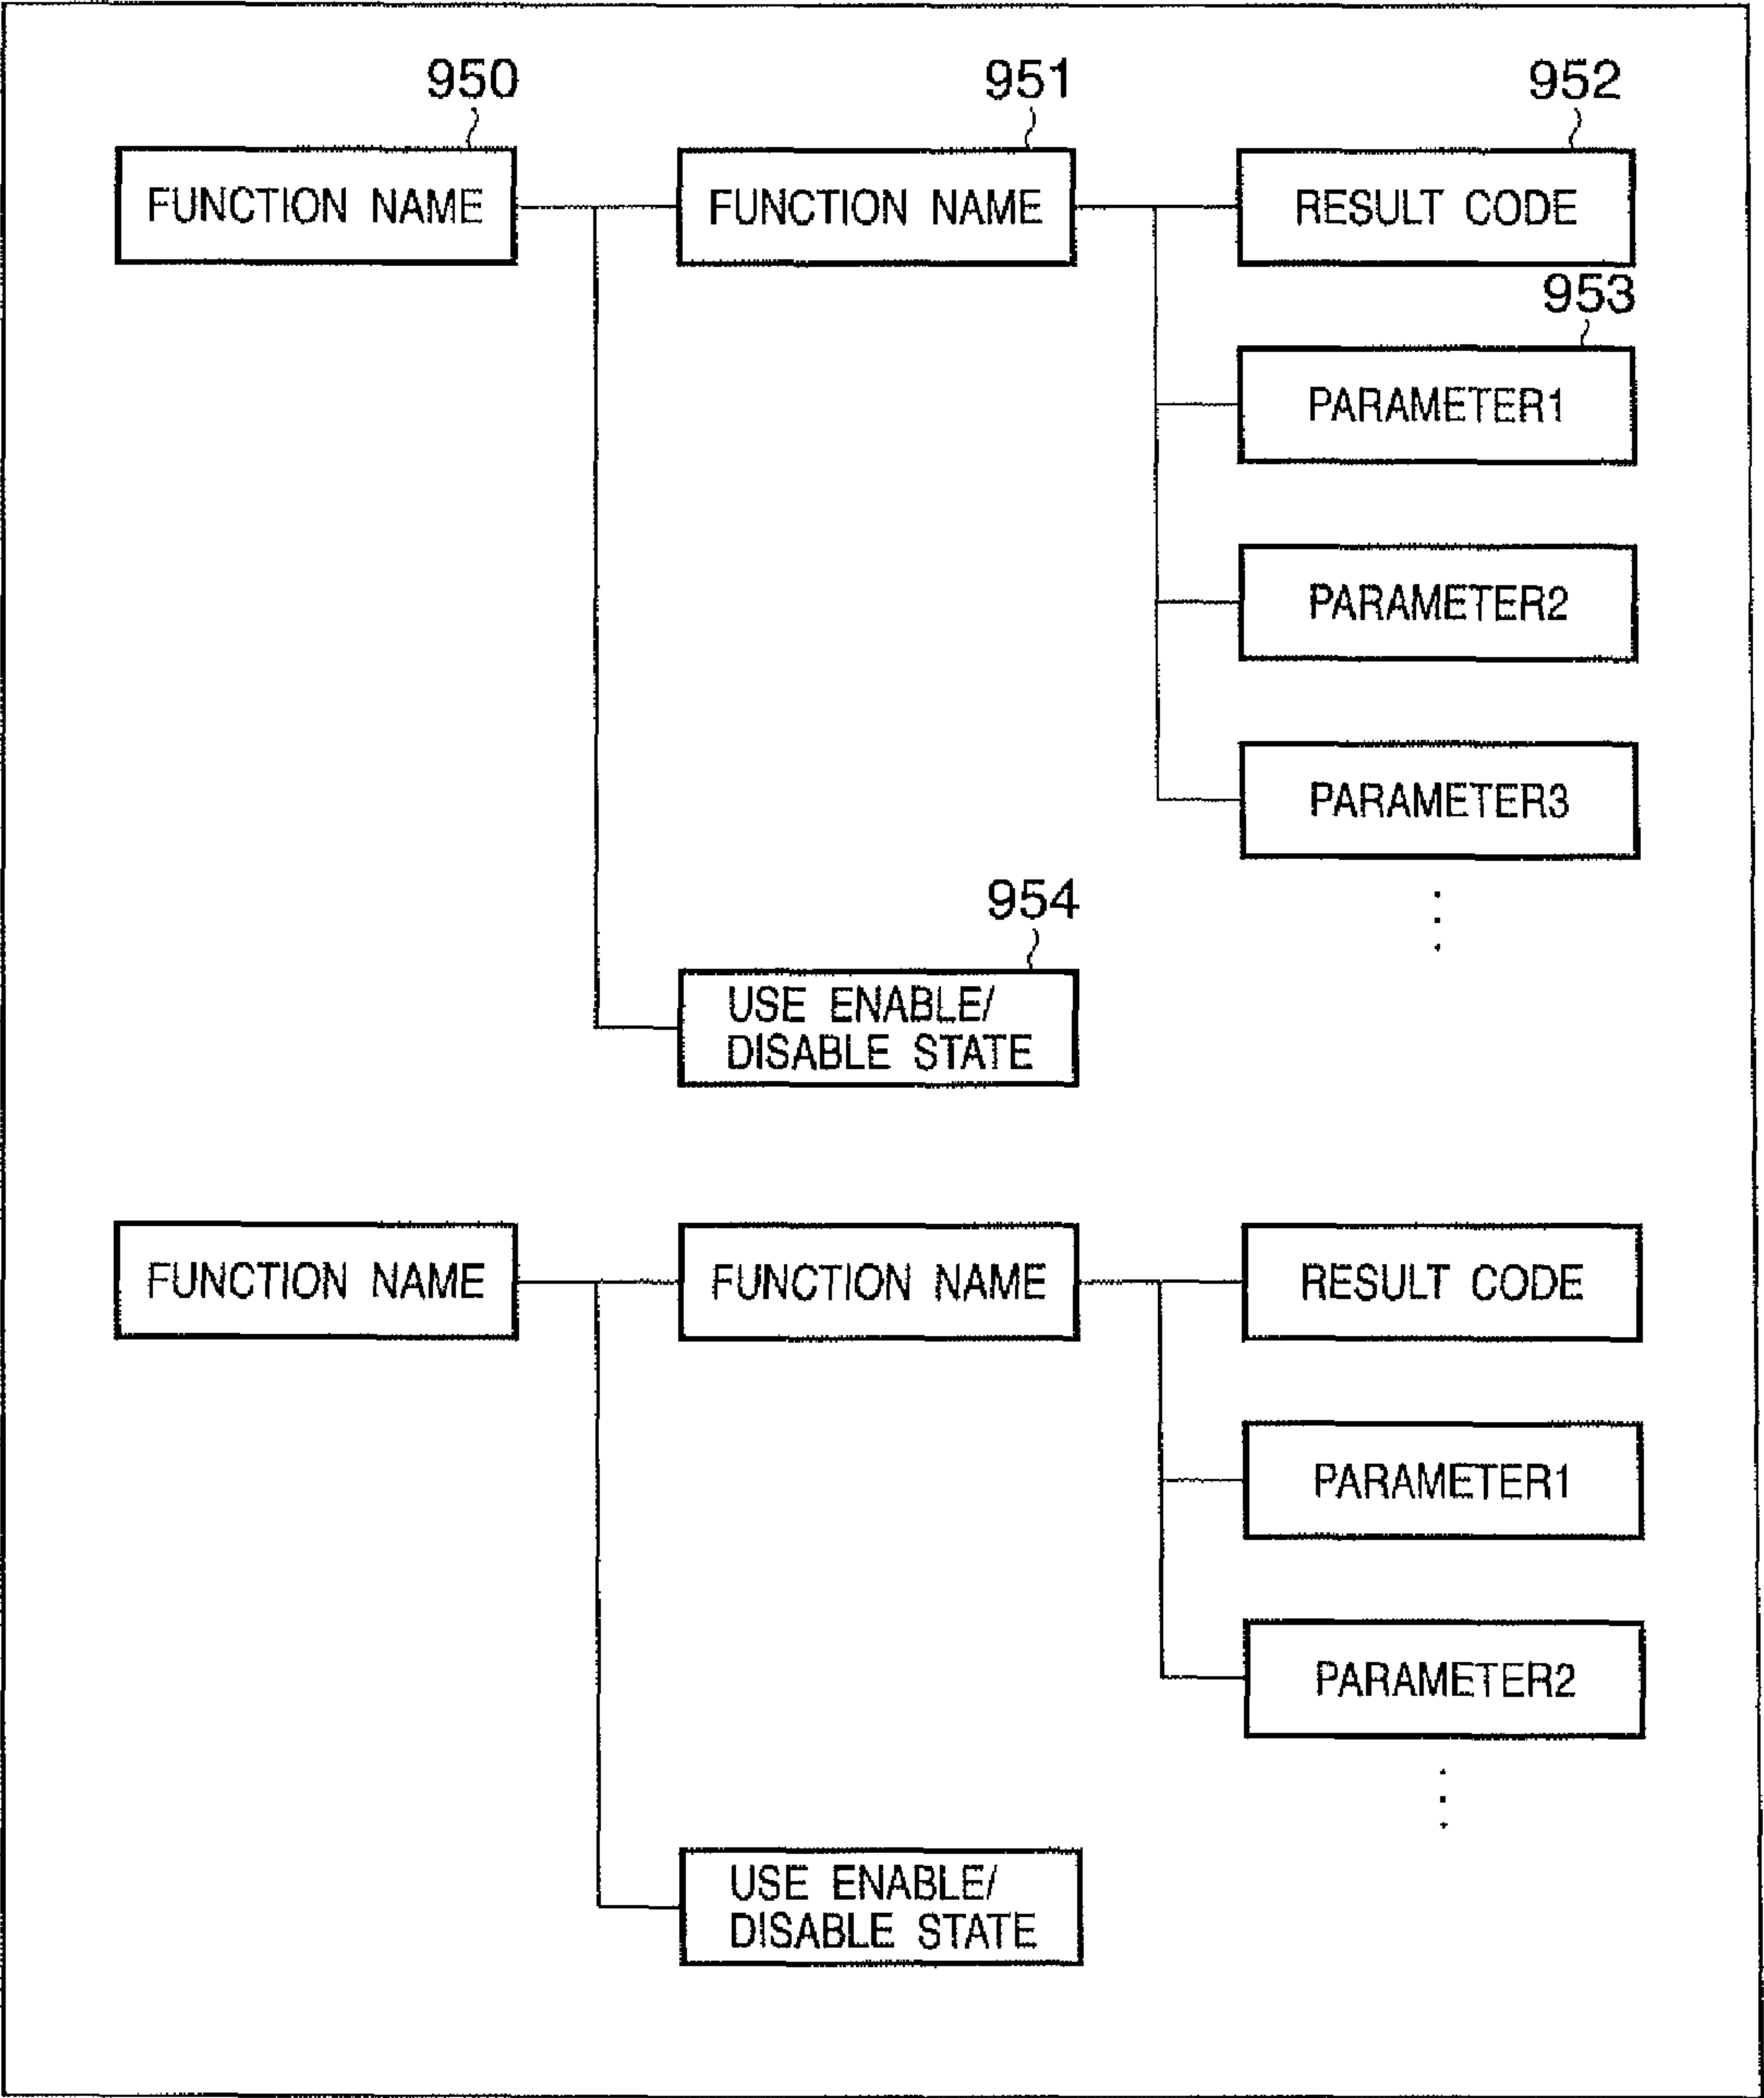 950
951
952
FUNCTION NAME
FUNCTION NAME
RESULT CODE
953
PARAMETER1
PARAMETER2
PARAMETER3
954
USE ENABLE/
DISABLE STATE
FUNCTION NAME
FUNCTION NAME
RESULT CODE
PARAMETER1
PARAMETER2
USE ENABLE/
DISABLE STATE